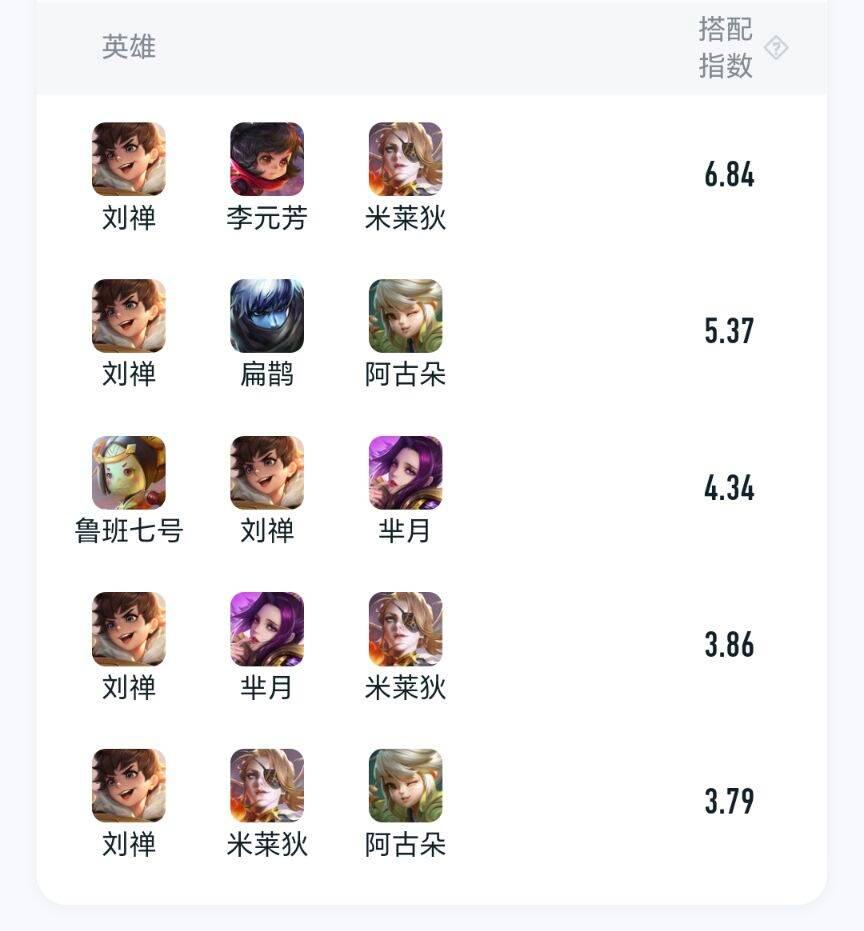 英雄
搭配
指数
?
刘禅 李元芳 米莱狄 6.84
刘禅 扁鹊 阿古朵 5.37
鲁班七号 刘禅 芈月 4.34
刘禅 芈月 米莱狄 3.86
刘禅 米莱狄 阿古朵 3.79